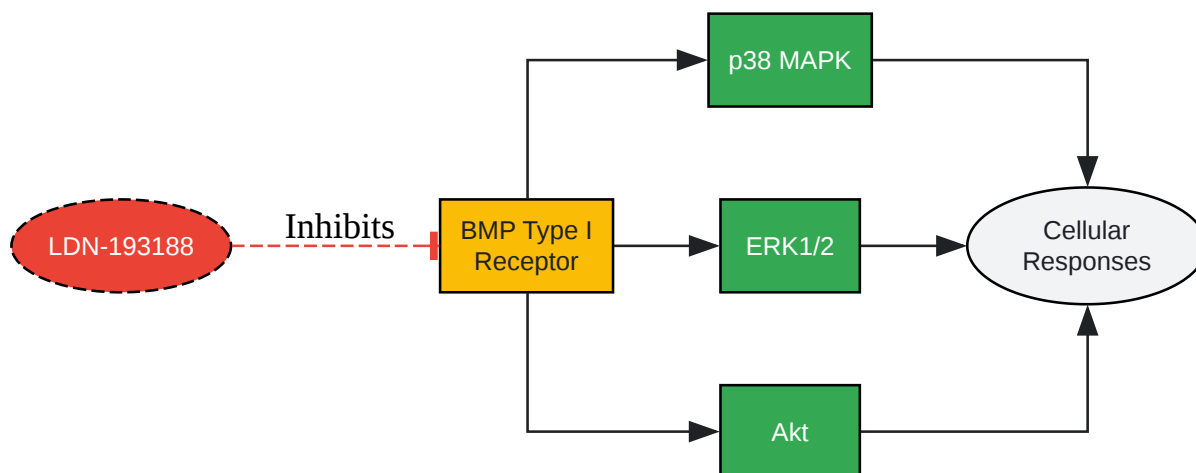 p38 MAPK
LDN-193188
Inhibits
BMP Type I
Receptor
ERK1/2
Cellular
Responses
Akt